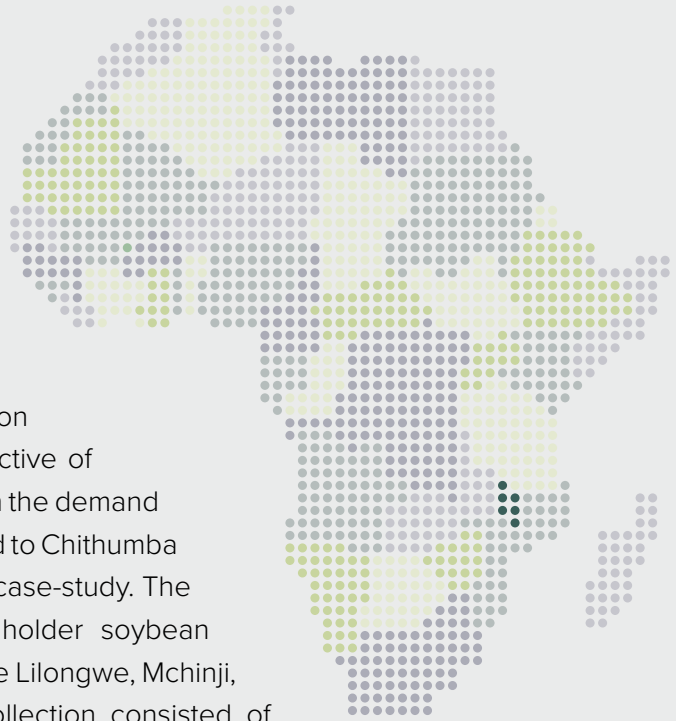 on
ctive of
the demand
d to Chithumba
case-study. The
holder soybean
e Lilongwe, Mchinji,
ollection consisted of